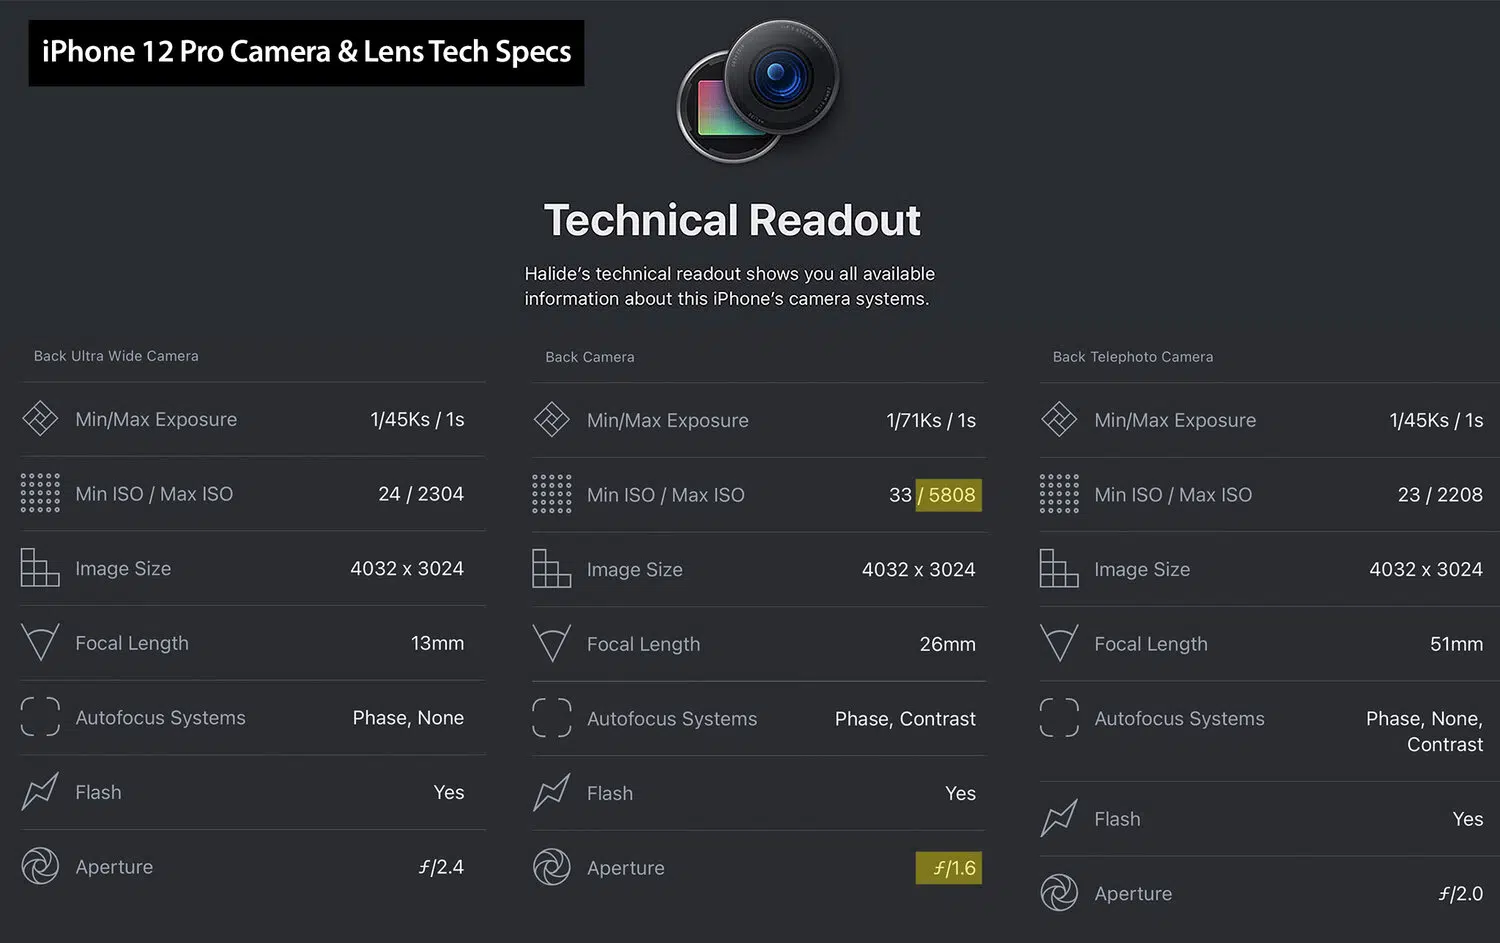 iPhone 12 Pro Camera & Lens Tech Specs
Technical Readout
Halide’s technical readout shows you all available
information about this iPhone’s camera systems.
Back Ultra Wide Camera
Min/Max Exposure 1/45Ks / 1s
Min ISO / Max ISO 24 / 2304
Image Size 4032 x 3024
Focal Length 13mm
Autofocus Systems Phase, None
Flash Yes
Aperture ƒ/2.4
Back Camera
Min/Max Exposure 1/71Ks / 1s
Min ISO / Max ISO 33 / 5808
Image Size 4032 x 3024
Focal Length 26mm
Autofocus Systems Phase, Contrast
Flash Yes
Aperture ƒ/1.6
Back Telephoto Camera
Min/Max Exposure 1/45Ks / 1s
Min ISO / Max ISO 23 / 2208
Image Size 4032 x 3024
Focal Length 51mm
Autofocus Systems Phase, None,
Contrast
Flash Yes
Aperture ƒ/2.0